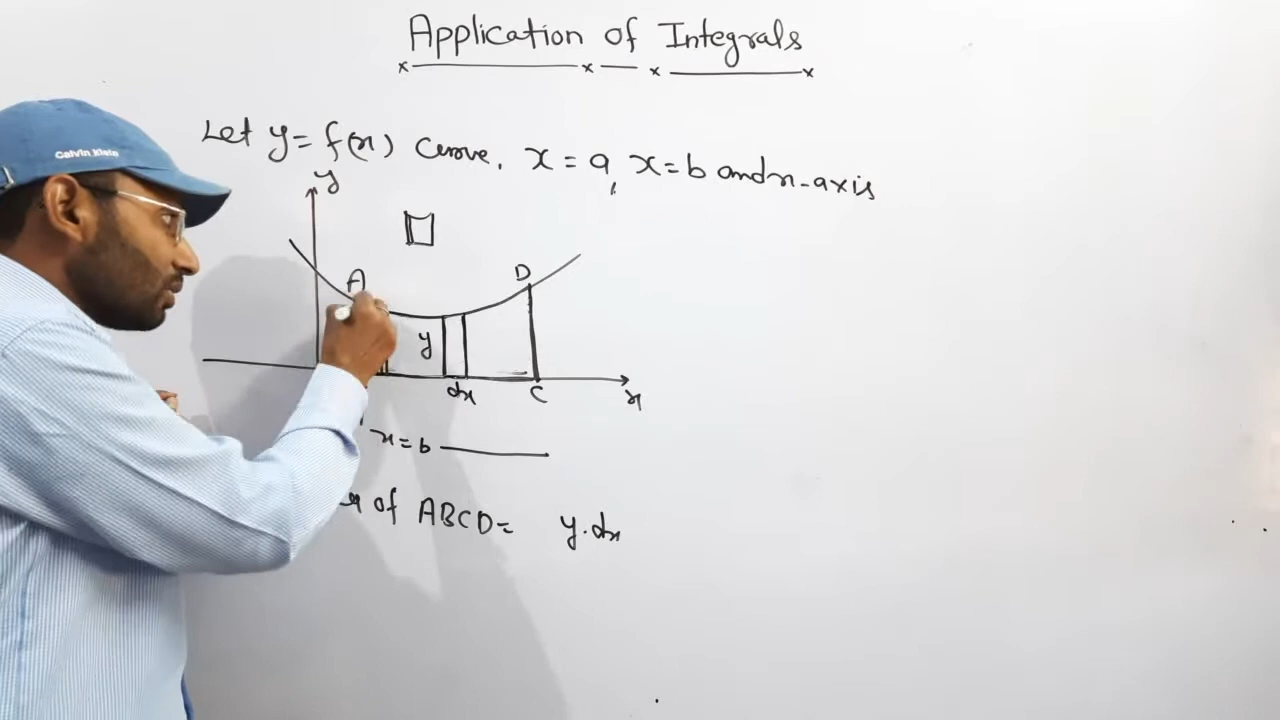 Application of Integrals
Let y = f(x) curve, x = a, x = b and x-axis
Calvin Klein
y
A
D
y
dx
C
x
x = b
of ABCD = y.dx